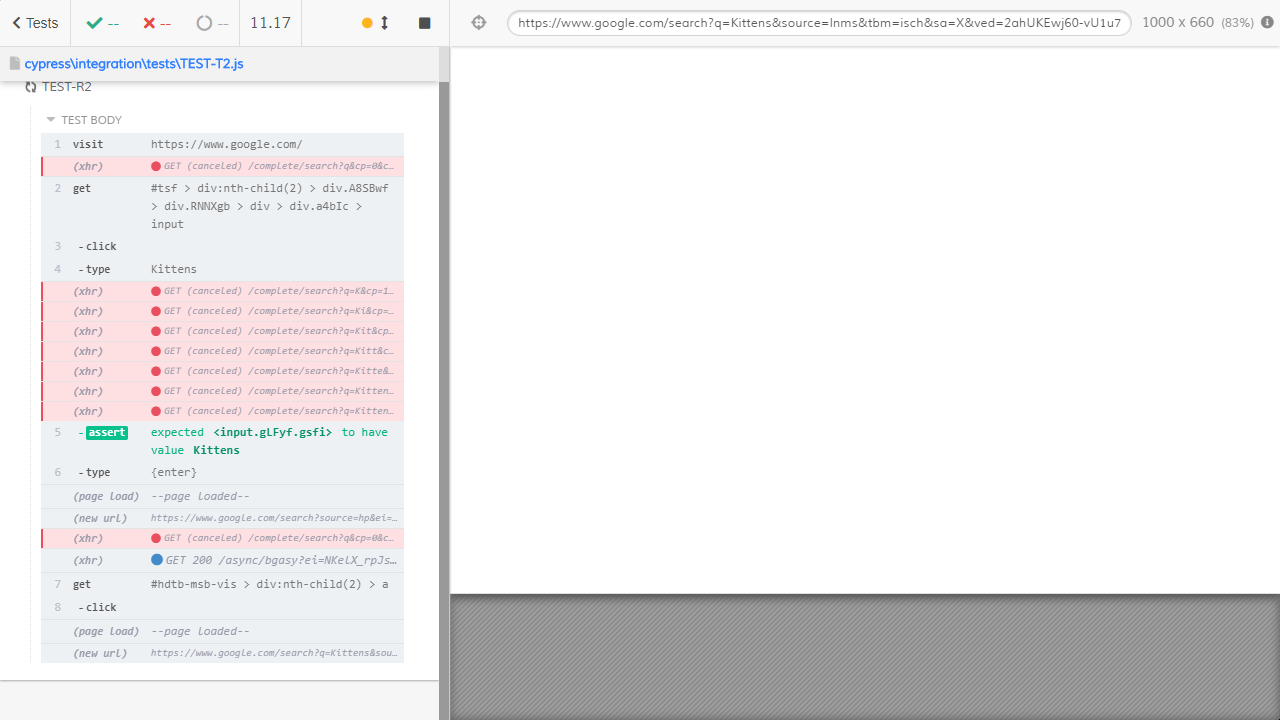 Tests
--
--
--
11.17
https://www.google.com/search?q=Kittens&source=lnms&tbm=isch&sa=X&ved=2ahUKEwj60-vU1u7
1000 x 660 (83%)
cypress\integration\tests\TEST-T2.js
TEST-R2
TEST BODY
1 visit https://www.google.com/
(xhr) GET (canceled) /complete/search?q&cp=0&c…
2 get #tsf > div:nth-child(2) > div.A8SBwf
> div.RNNXgb > div > div.a4bIc >
input
3 -click
4 -type Kittens
(xhr) GET (canceled) /complete/search?q=K&cp=1…
(xhr) GET (canceled) /complete/search?q=Ki&cp=…
(xhr) GET (canceled) /complete/search?q=Kit&cp…
(xhr) GET (canceled) /complete/search?q=Kitt&c…
(xhr) GET (canceled) /complete/search?q=Kitte&…
(xhr) GET (canceled) /complete/search?q=Kitten…
(xhr) GET (canceled) /complete/search?q=Kitten…
5 -assert expected <input.gLFyf.gsfi> to have
value Kittens
6 -type {enter}
(page load) --page loaded--
(new url) https://www.google.com/search?source=hp&ei=…
(xhr) GET (canceled) /complete/search?q&cp=0&c…
(xhr) GET 200 /async/bgasy?ei=NKelX_rpJs…
7 get #hdtb-msb-vis > div:nth-child(2) > a
8 -click
(page load) --page loaded--
(new url) https://www.google.com/search?q=Kittens&sou…